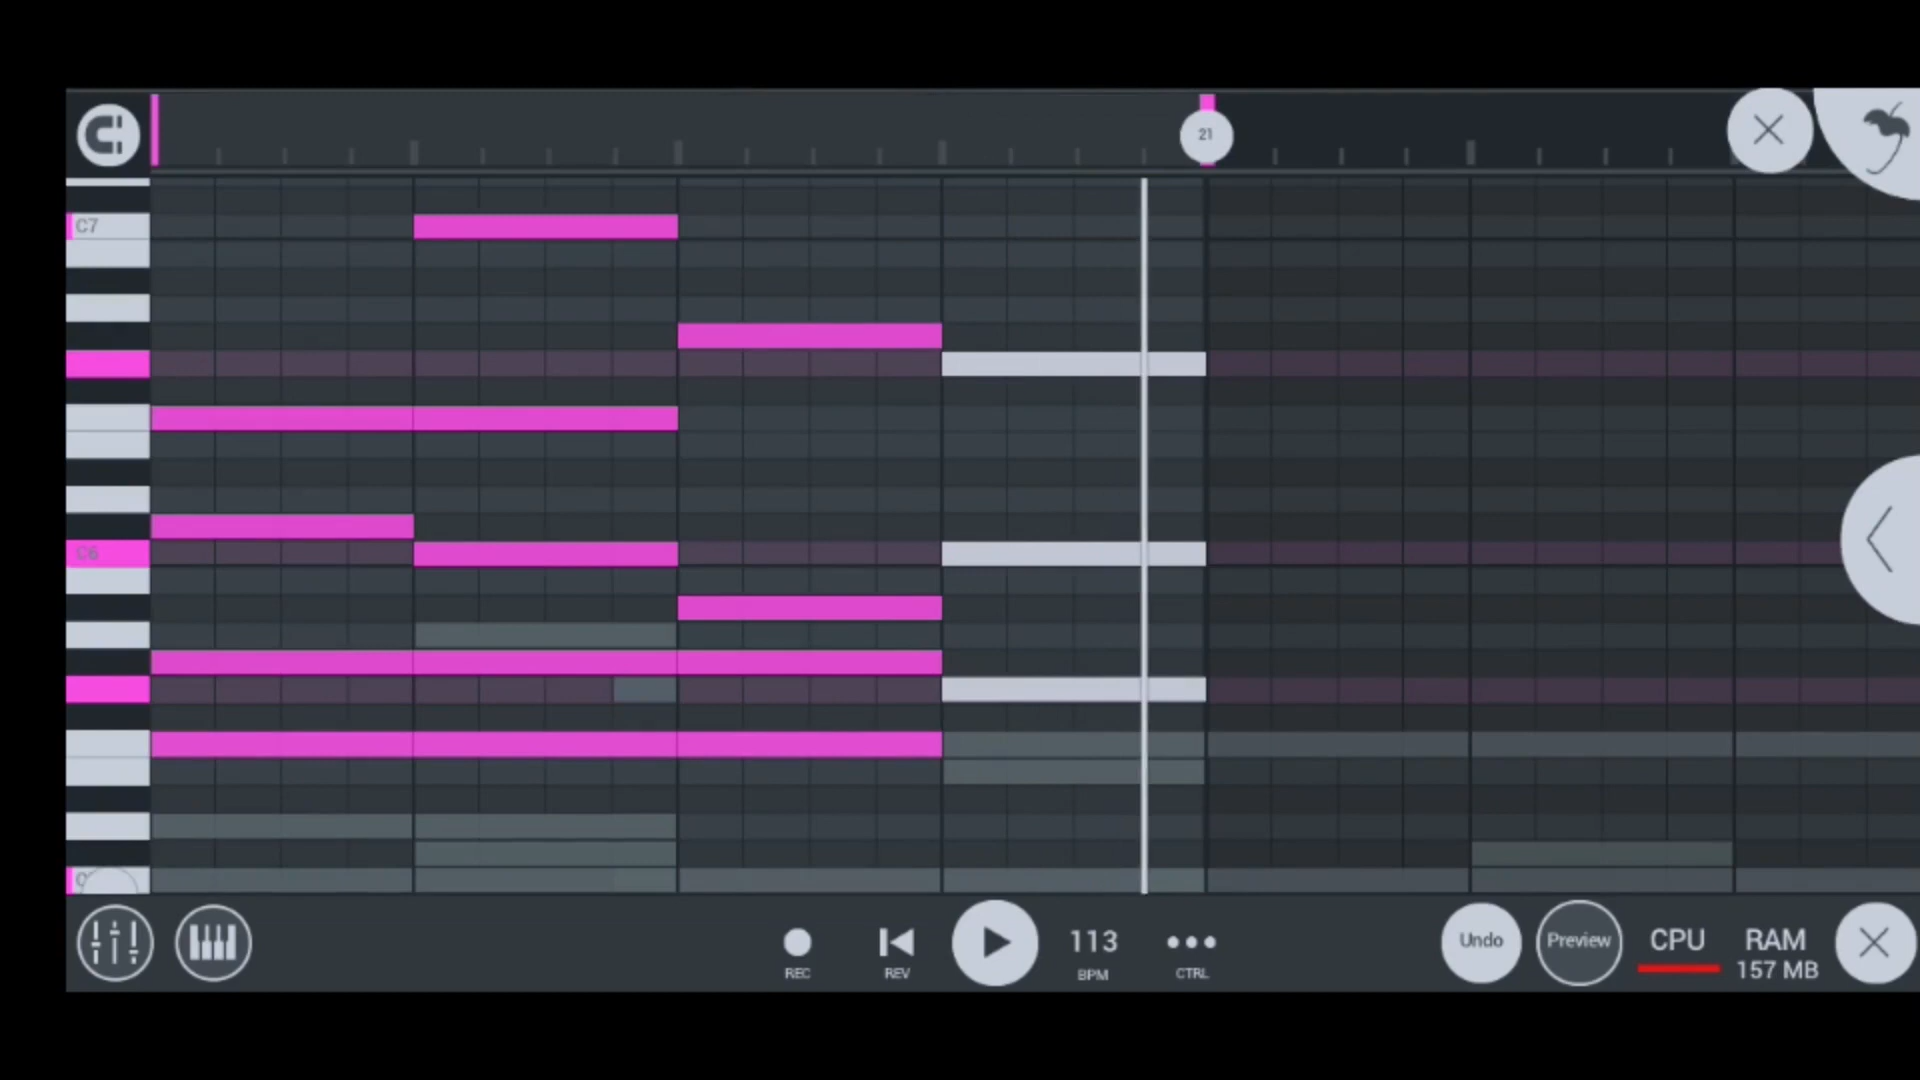 21
C7
C6
113
Undo
Preview
CPU
RAM
157 MB
REC
REV
BPM
CTRL